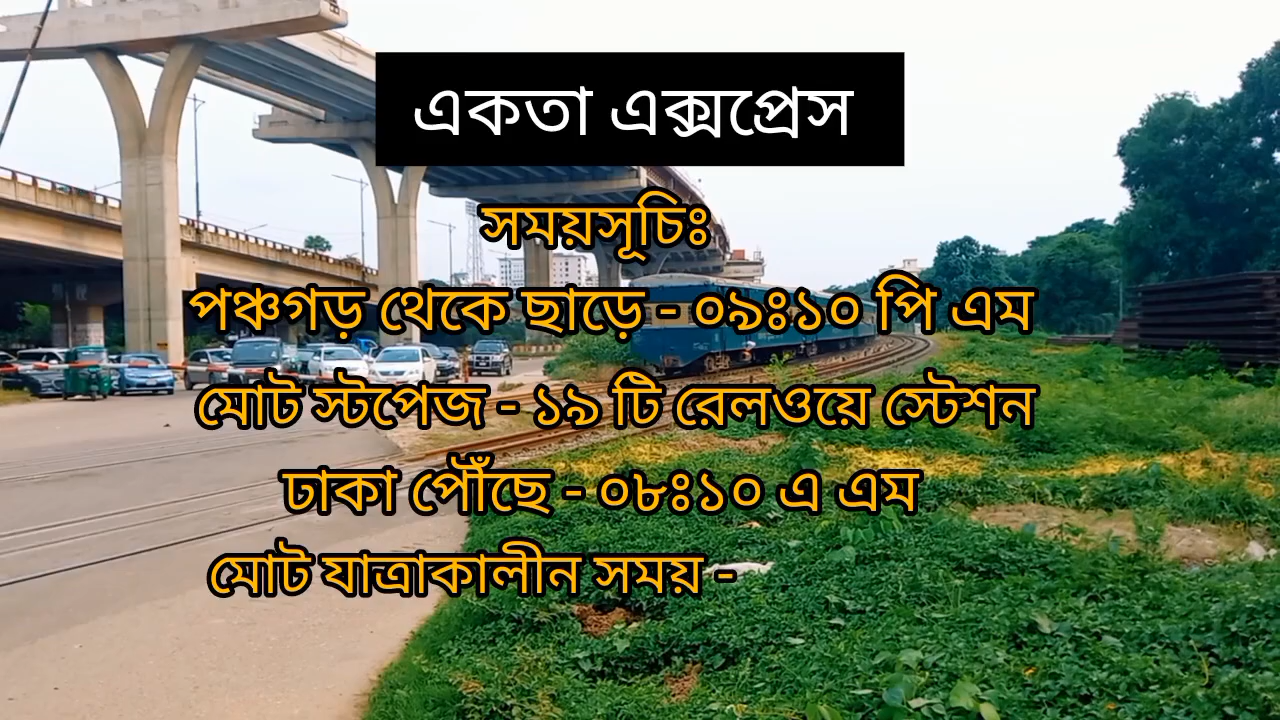 একতা এক্সপ্রেস
সময়সূচিঃ
পঞ্চগড় থেকে ছাড়ে - ০৯ঃ১০ পি এম
মোট স্টপেজ - ১৯ টি রেলওয়ে স্টেশন
ঢাকা পৌঁছে - ০৮ঃ১০ এ এম
মোট যাত্রাকালীন সময় -